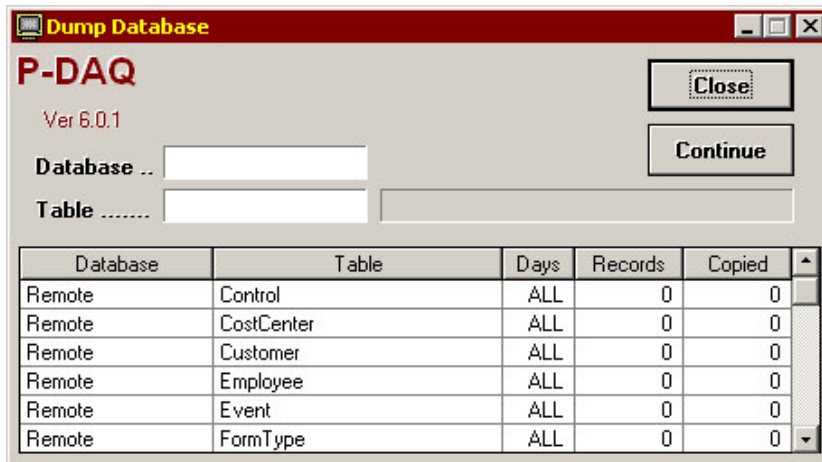 Dump Database
P-DAQ
Close
Ver 6.0.1
Continue
Database ..
Table .......
Database Table Days Records Copied
Remote Control ALL 0 0
Remote CostCenter ALL 0 0
Remote Customer ALL 0 0
Remote Employee ALL 0 0
Remote Event ALL 0 0
Remote FormType ALL 0 0